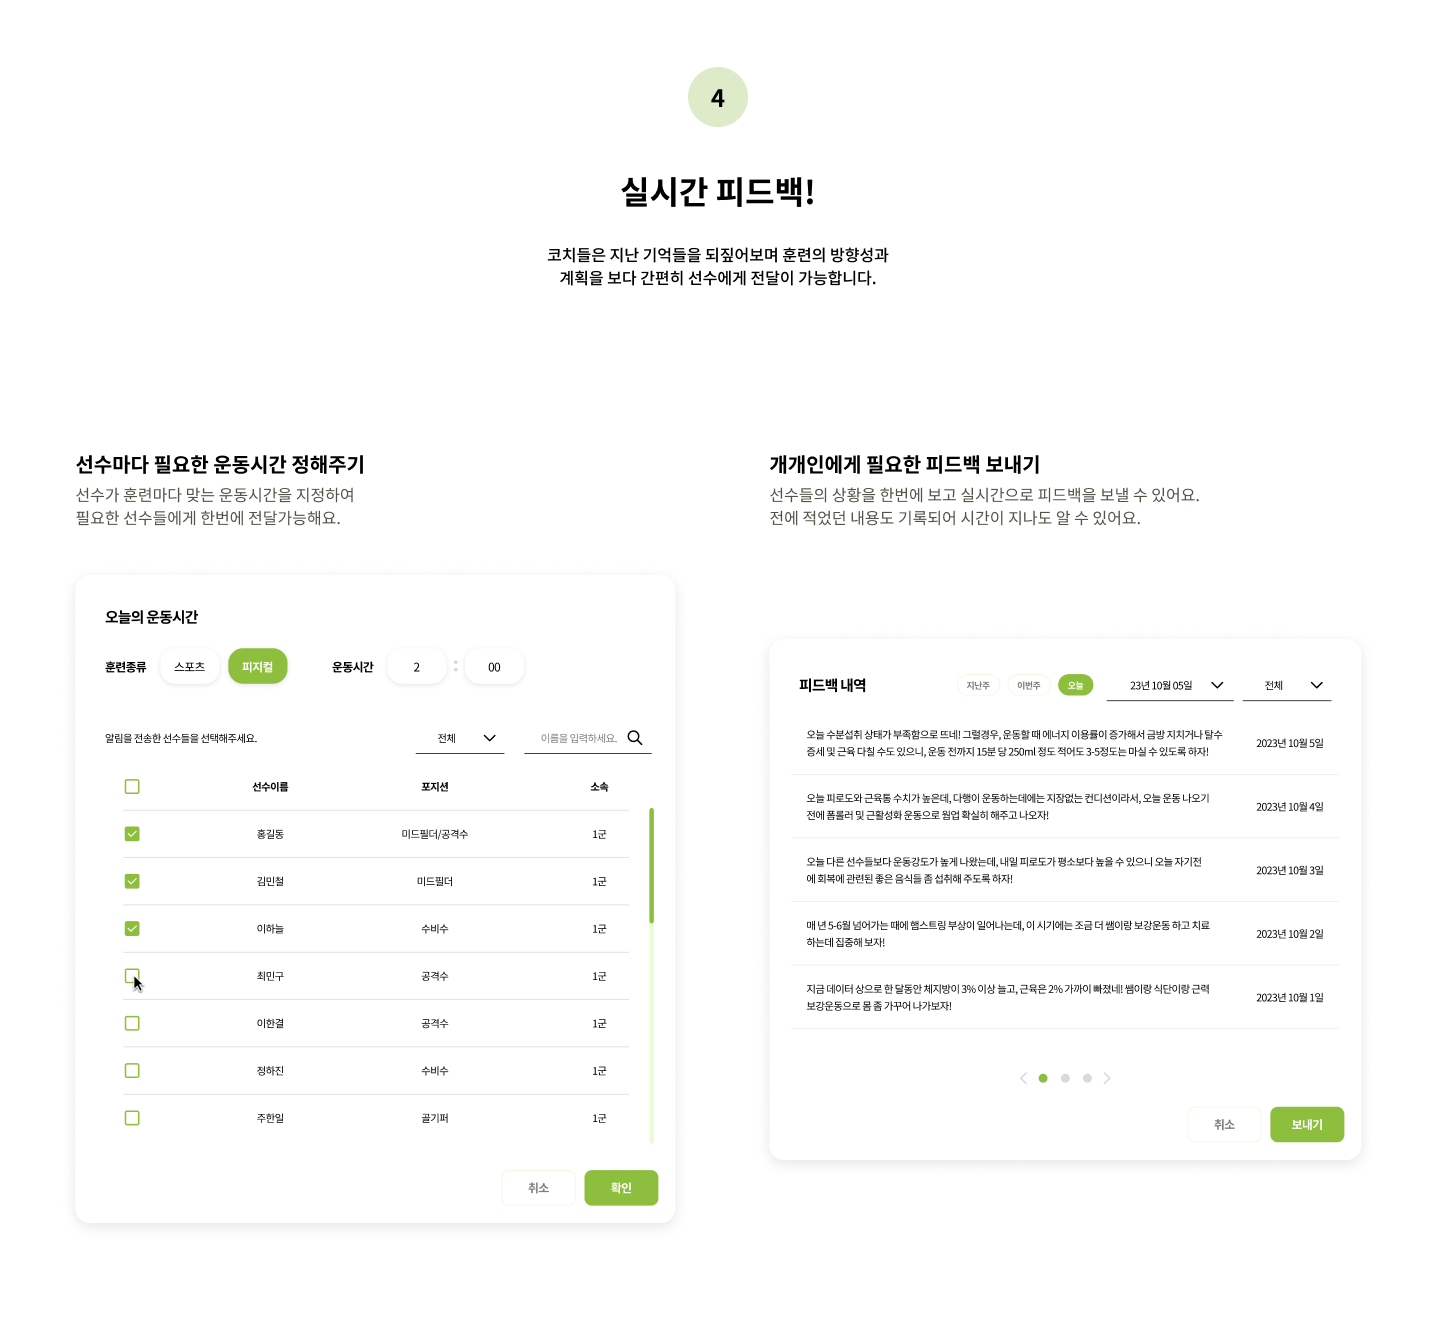 4
실시간 피드백!
코치들은 지난 기억들을 되짚어보며 훈련의 방향성과
계획을 보다 간편히 선수에게 전달이 가능합니다.
선수마다 필요한 운동시간 정해주기
선수가 훈련마다 맞는 운동시간을 지정하여
필요한 선수들에게 한번에 전달가능해요.
오늘의 운동시간
훈련종류 스포츠 피지컬 운동시간 2 : 00
알림을 전송한 선수들을 선택해주세요. 전체 이름을 입력하세요.
선수이름 포지션 소속
홍길동 미드필더/공격수 1군
김민철 미드필더 1군
이하늘 수비수 1군
최민구 공격수 1군
이한결 공격수 1군
정하진 수비수 1군
주한일 골기퍼 1군
취소 확인
개개인에게 필요한 피드백 보내기
선수들의 상황을 한번에 보고 실시간으로 피드백을 보낼 수 있어요.
전에 적었던 내용도 기록되어 시간이 지나도 알 수 있어요.
피드백 내역 지난주 이번주 오늘 23년 10월 05일 전체
오늘 수분섭취 상태가 부족함으로 뜨네! 그럴경우, 운동할 때 에너지 이용률이 증가해서 금방 지치거나 탈수
증세 및 근육 다칠 수도 있으니, 운동 전까지 15분 당 250ml 정도 적어도 3-5정도는 마실 수 있도록 하자!
2023년 10월 5일
오늘 피로도와 근육통 수치가 높은데, 다행이 운동하는데에는 지장없는 컨디션이라서, 오늘 운동 나오기
전에 폼롤러 및 근활성화 운동으로 웜업 확실히 해주고 나오자!
2023년 10월 4일
오늘 다른 선수들보다 운동강도가 높게 나왔는데, 내일 피로도가 평소보다 높을 수 있으니 오늘 자기전
에 회복에 관련된 좋은 음식들 좀 섭취해 주도록 하자!
2023년 10월 3일
매 년 5-6월 넘어가는 때에 햄스트링 부상이 일어나는데, 이 시기에는 조금 더 쌤이랑 보강운동 하고 치료
하는데 집중해 보자!
2023년 10월 2일
지금 데이터 상으로 한 달동안 체지방이 3% 이상 늘고, 근육은 2% 가까이 빠졌네! 쌤이랑 식단이랑 근력
보강운동으로 몸 좀 가꾸어 나가보자!
2023년 10월 1일
취소 보내기